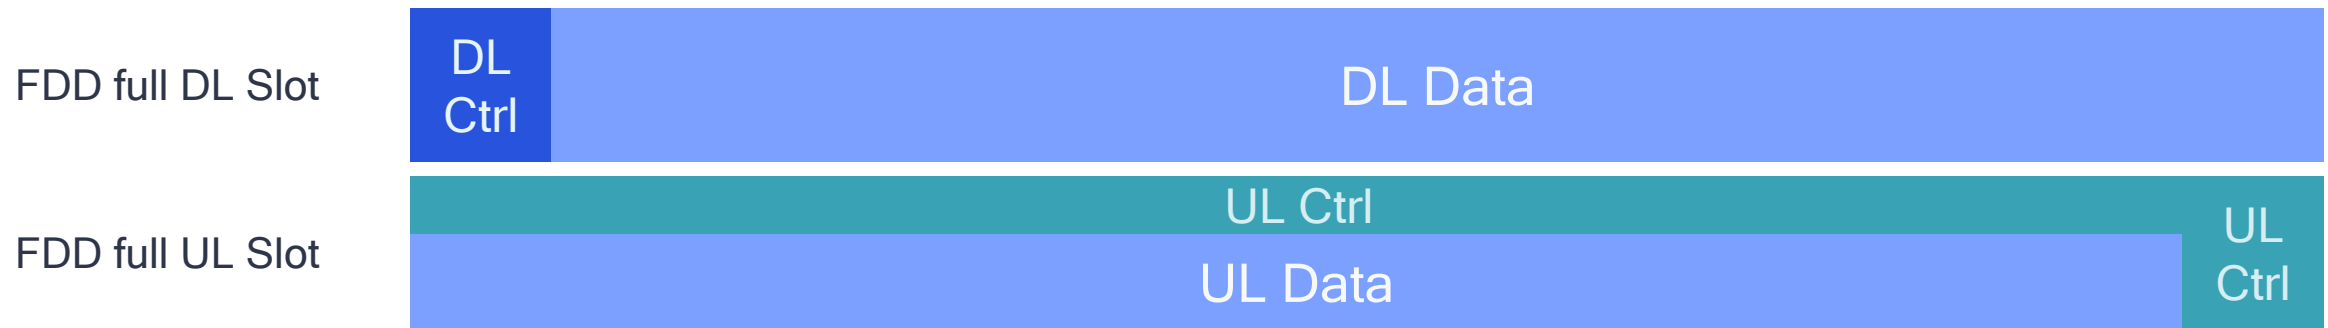 FDD full DL Slot
DL
Ctrl
DL Data
FDD full UL Slot
UL Ctrl
UL Data
UL
Ctrl